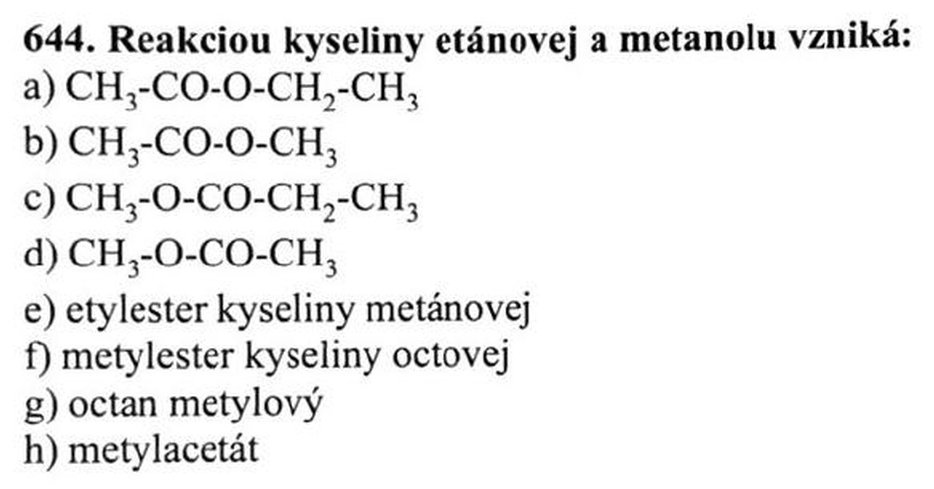 644. Reakciou kyseliny etánovej a metanolu vzniká:
a) CH₃-CO-O-CH₂-CH₃
b) CH₃-CO-O-CH₃
c) CH₃-O-CO-CH₂-CH₃
d) CH₃-O-CO-CH₃
e) etylester kyseliny metánovej
f) metylester kyseliny octovej
g) octan metylový
h) metylacetát